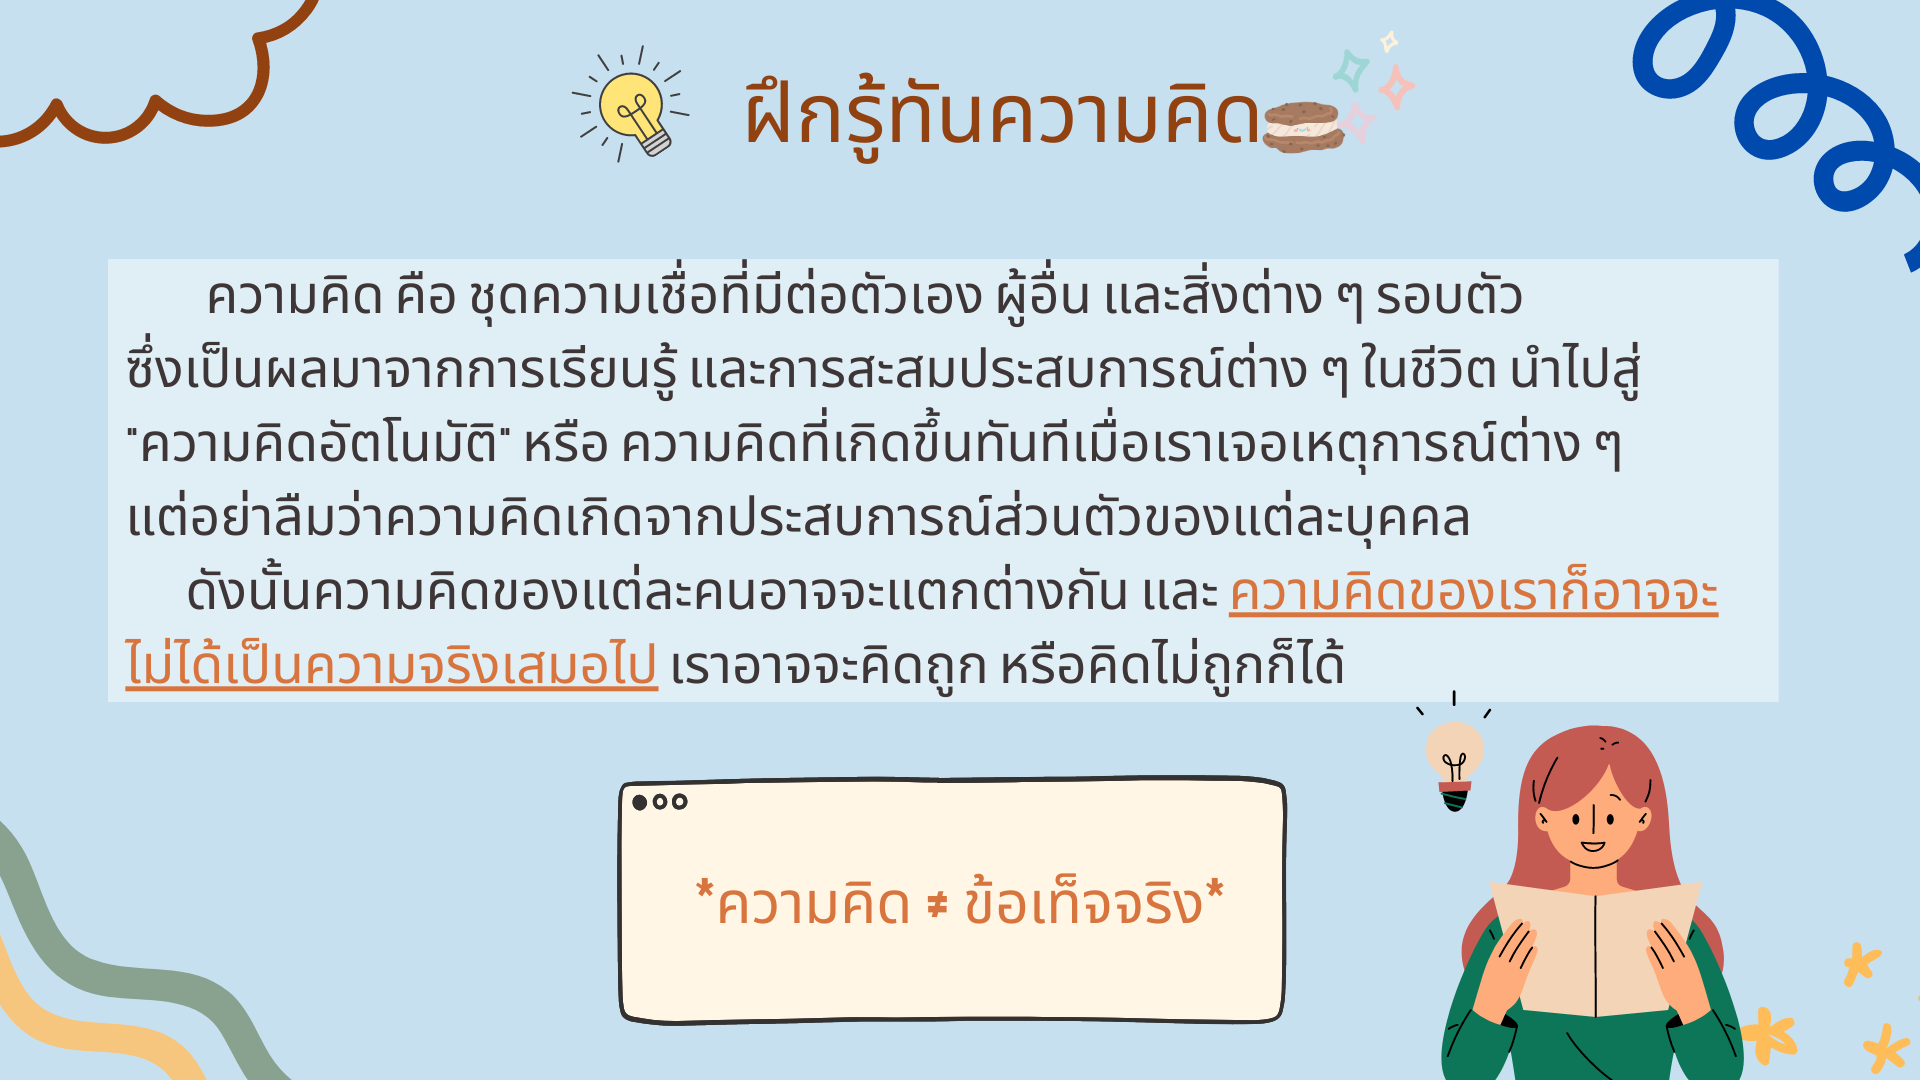 ฝึกรู้ทันความคิด
ความคิด คือ ชุดความเชื่อที่มีต่อตัวเอง ผู้อื่น และสิ่งต่าง ๆ รอบตัว
ซึ่งเป็นผลมาจากการเรียนรู้ และการสะสมประสบการณ์ต่าง ๆ ในชีวิต นำไปสู่
"ความคิดอัตโนมัติ" หรือ ความคิดที่เกิดขึ้นทันทีเมื่อเราเจอเหตุการณ์ต่าง ๆ
แต่อย่าลืมว่าความคิดเกิดจากประสบการณ์ส่วนตัวของแต่ละบุคคล
ดังนั้นความคิดของแต่ละคนอาจจะแตกต่างกัน และ ความคิดของเราก็อาจจะ
ไม่ได้เป็นความจริงเสมอไป เราอาจจะคิดถูก หรือคิดไม่ถูกก็ได้
*ความคิด ≠ ข้อเท็จจริง*